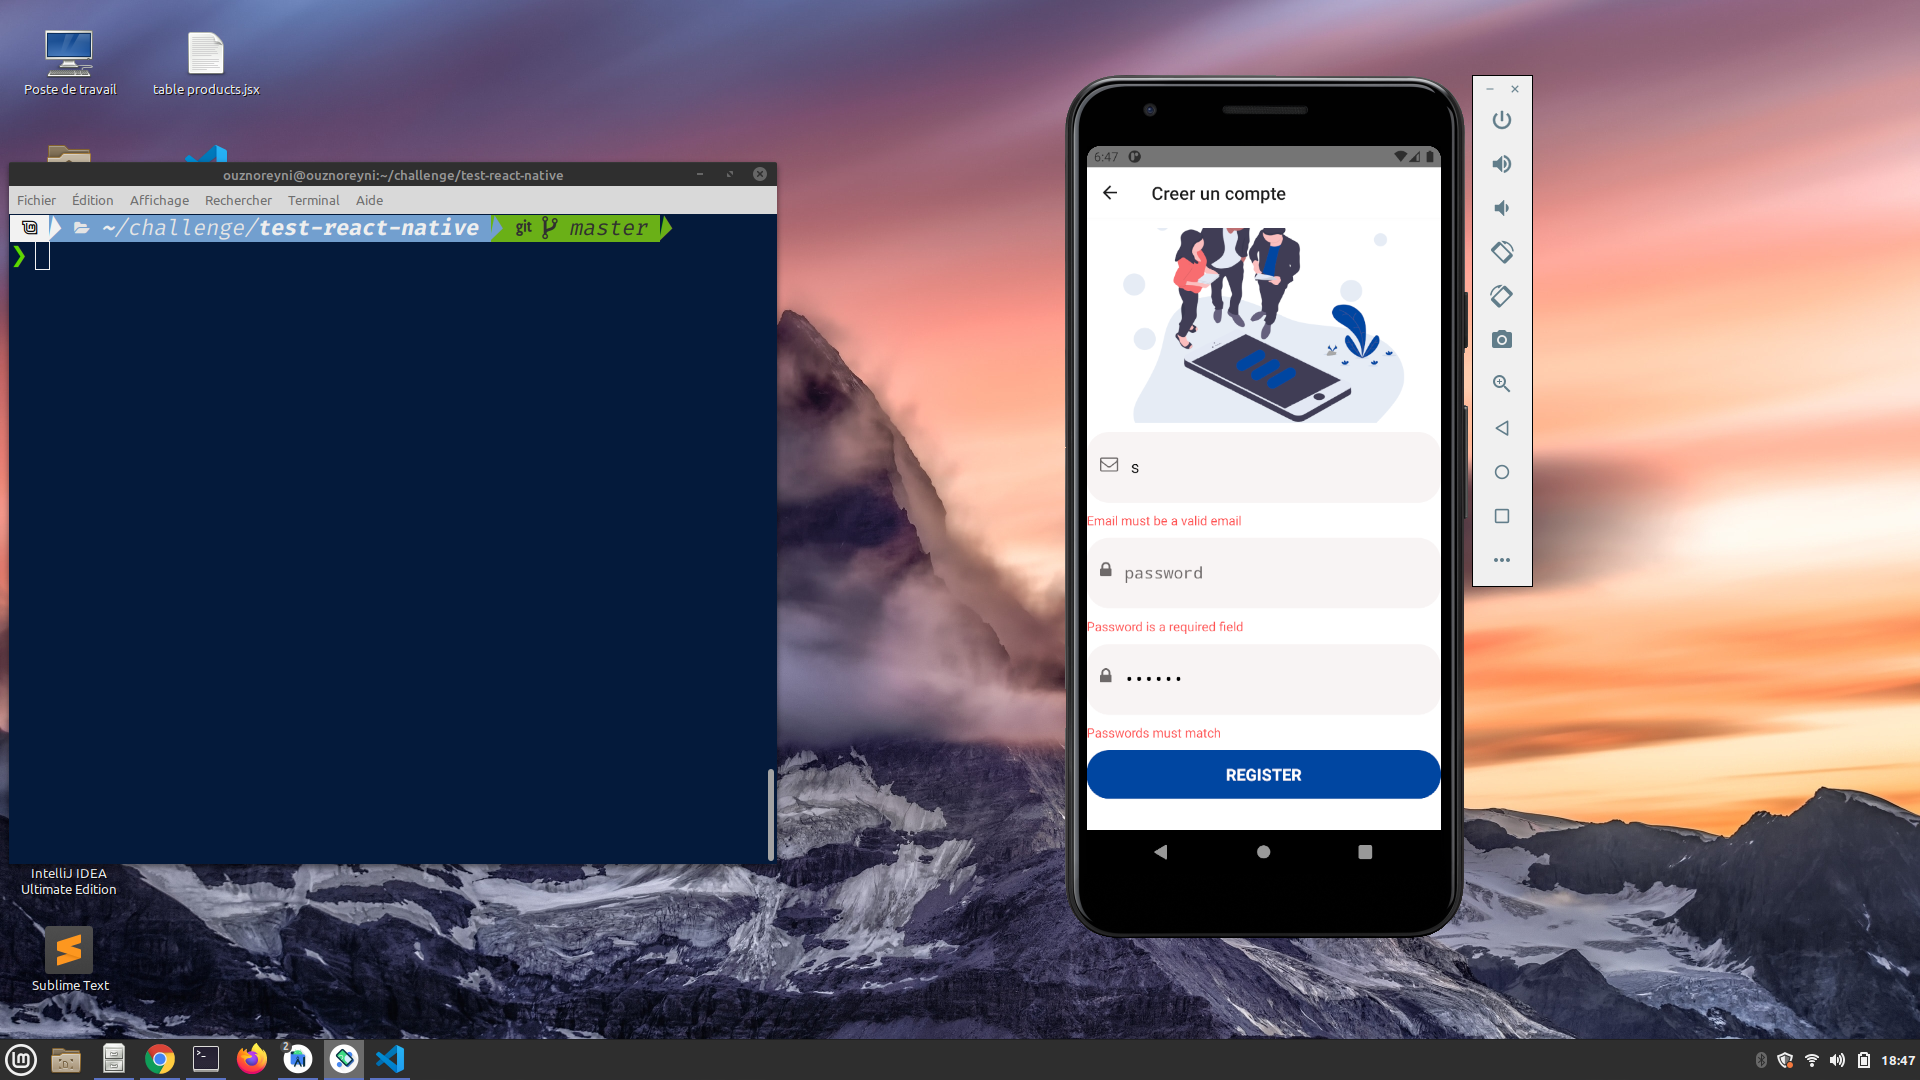 Poste de travail
table products.jsx
ouznoreyni@ouznoreyni:~/challenge/test-react-native
Fichier Édition Affichage Rechercher Terminal Aide
~/challenge/test-react-native git master
❯
IntelliJ IDEA
Ultimate Edition
Sublime Text
6:47
Creer un compte
s
Email must be a valid email
password
Password is a required field
••••••
Passwords must match
REGISTER
2
18:47